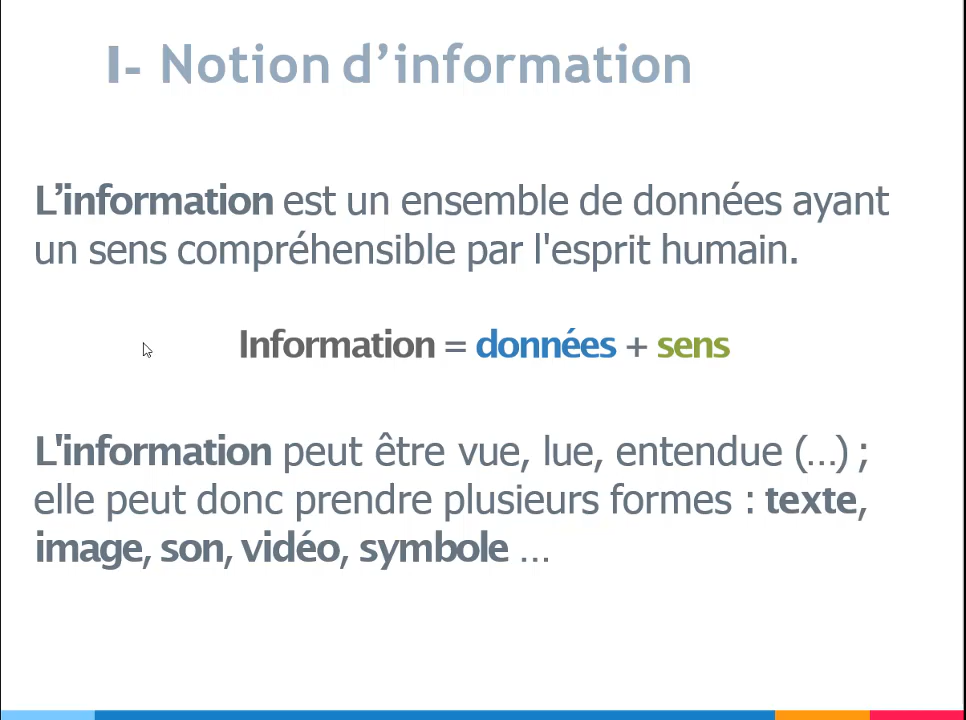 I- Notion d’information
L’information est un ensemble de données ayant
un sens compréhensible par l'esprit humain.
Information = données + sens
L'information peut être vue, lue, entendue (…) ;
elle peut donc prendre plusieurs formes : texte,
image, son, vidéo, symbole …